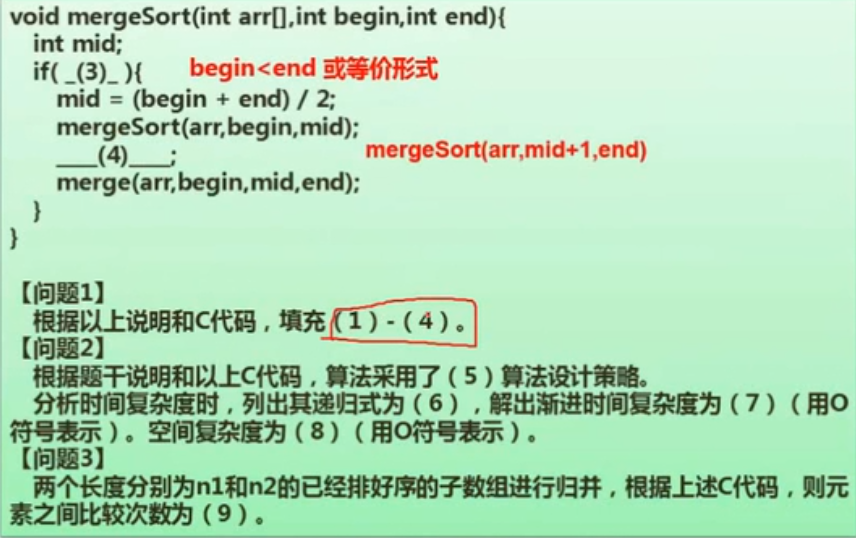 void mergeSort(int arr[],int begin,int end){
int mid;
if( _(3)_ ){ begin<end 或等价形式
mid = (begin + end) / 2;
mergeSort(arr,begin,mid);
____(4)____; mergeSort(arr,mid+1,end)
merge(arr,begin,mid,end);
}
}
【问题1】
根据以上说明和C代码，填充（1）-（4）。
【问题2】
根据题干说明和以上C代码，算法采用了（5）算法设计策略。
分析时间复杂度时，列出其递归式为（6），解出渐进时间复杂度为（7）（用O
符号表示）。空间复杂度为（8）（用O符号表示）。
【问题3】
两个长度分别为n1和n2的已经排好序的子数组进行归并，根据上述C代码，则元
素之间比较次数为（9）。